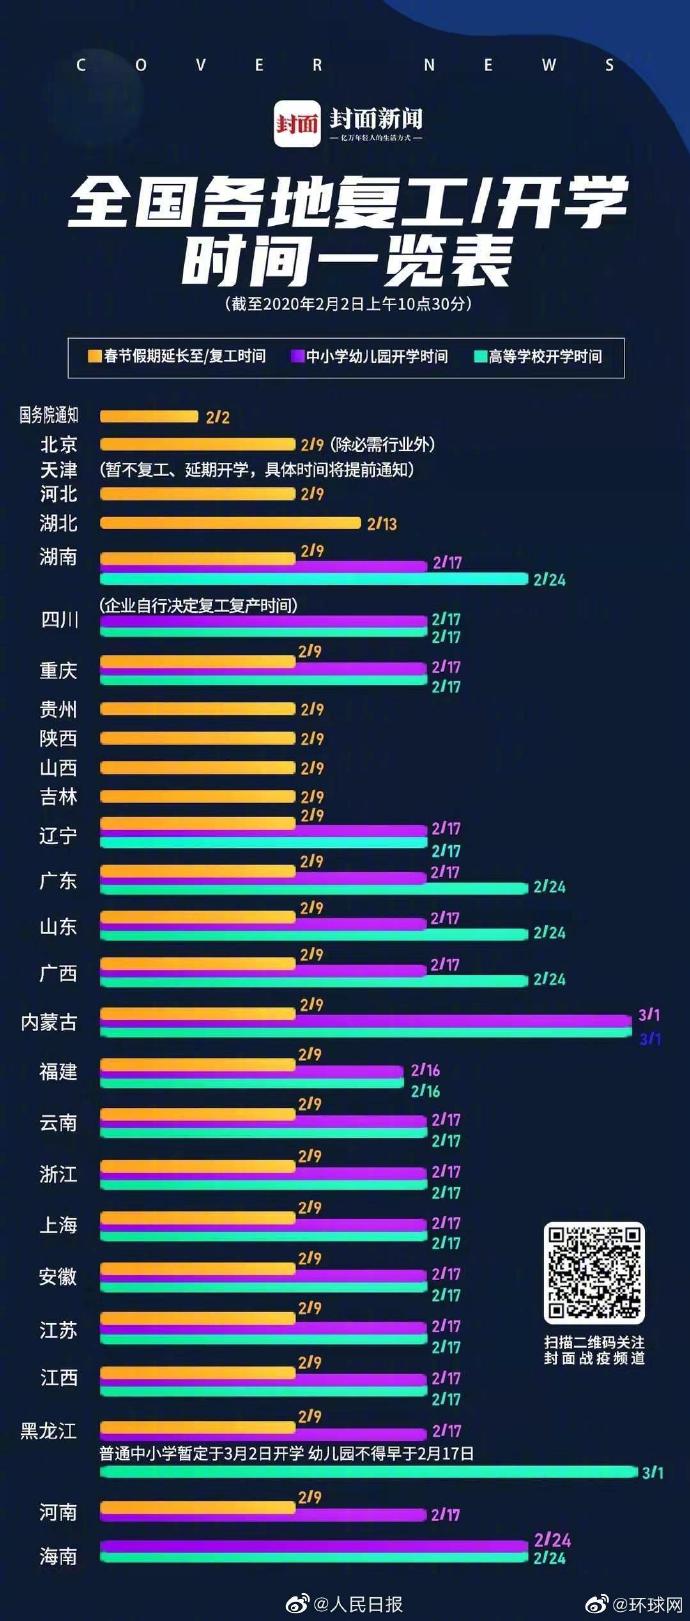 COVER NEWS
封面 封面新闻
亿万年轻人的生活方式
全国各地复工/开学
时间一览表
(截至2020年2月2日上午10点30分)
春节假期延长至/复工时间 中小学幼儿园开学时间 高等学校开学时间
国务院通知 2/2
北京 2/9 (除必需行业外)
天津 (暂不复工、延期开学，具体时间将提前通知)
河北 2/9
湖北 2/13
湖南 2/9
2/17
2/24
(企业自行决定复工复产时间)
四川 2/17
2/17
重庆 2/9
2/17
2/17
贵州 2/9
陕西 2/9
山西 2/9
吉林 2/9
辽宁 2/9
2/17
2/17
广东 2/9
2/17
2/24
山东 2/9
2/17
2/24
广西 2/9
2/17
2/24
内蒙古 2/9
3/1
3/1
福建 2/9
2/16
2/16
云南 2/9
2/17
2/17
浙江 2/9
2/17
2/17
上海 2/9
2/17
2/17
安徽 2/9
2/17
2/17
江苏 2/9
2/17
2/17
江西 2/9
2/17
2/17
扫描二维码关注
封面战疫频道
黑龙江 2/9
2/17
普通中小学暂定于3月2日开学 幼儿园不得早于2月17日
3/1
河南 2/9
2/17
海南 2/24
2/24
@人民日报 @环球网